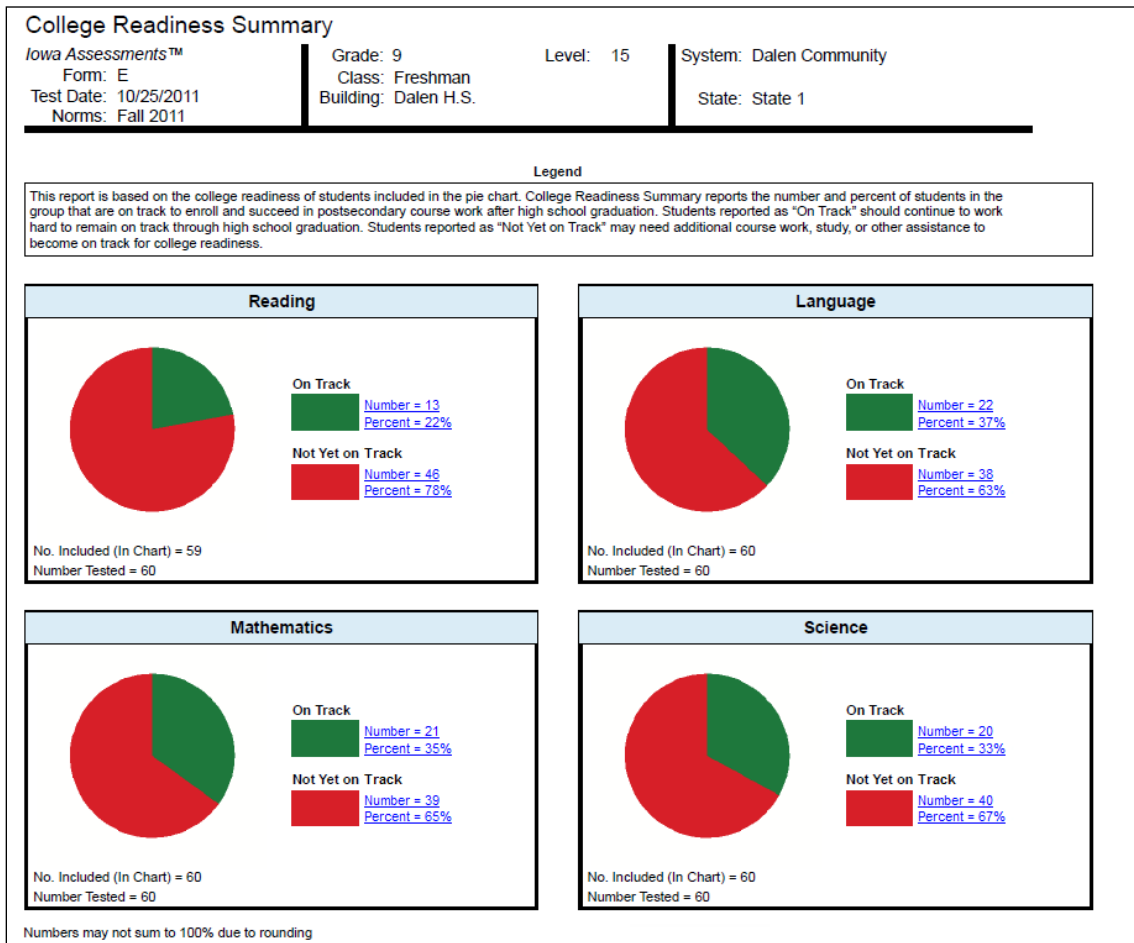 College Readiness Summary
Iowa Assessments™
Form: E
Test Date: 10/25/2011
Norms: Fall 2011
Grade: 9 Level: 15
Class: Freshman
Building: Dalen H.S.
System: Dalen Community
State: State 1
Legend
This report is based on the college readiness of students included in the pie chart. College Readiness Summary reports the number and percent of students in the
group that are on track to enroll and succeed in postsecondary course work after high school graduation. Students reported as “On Track” should continue to work
hard to remain on track through high school graduation. Students reported as “Not Yet on Track” may need additional course work, study, or other assistance to
become on track for college readiness.
Reading
On Track
Number = 13
Percent = 22%
Not Yet on Track
Number = 46
Percent = 78%
No. Included (In Chart) = 59
Number Tested = 60
Language
On Track
Number = 22
Percent = 37%
Not Yet on Track
Number = 38
Percent = 63%
No. Included (In Chart) = 60
Number Tested = 60
Mathematics
On Track
Number = 21
Percent = 35%
Not Yet on Track
Number = 39
Percent = 65%
No. Included (In Chart) = 60
Number Tested = 60
Science
On Track
Number = 20
Percent = 33%
Not Yet on Track
Number = 40
Percent = 67%
No. Included (In Chart) = 60
Number Tested = 60
Numbers may not sum to 100% due to rounding